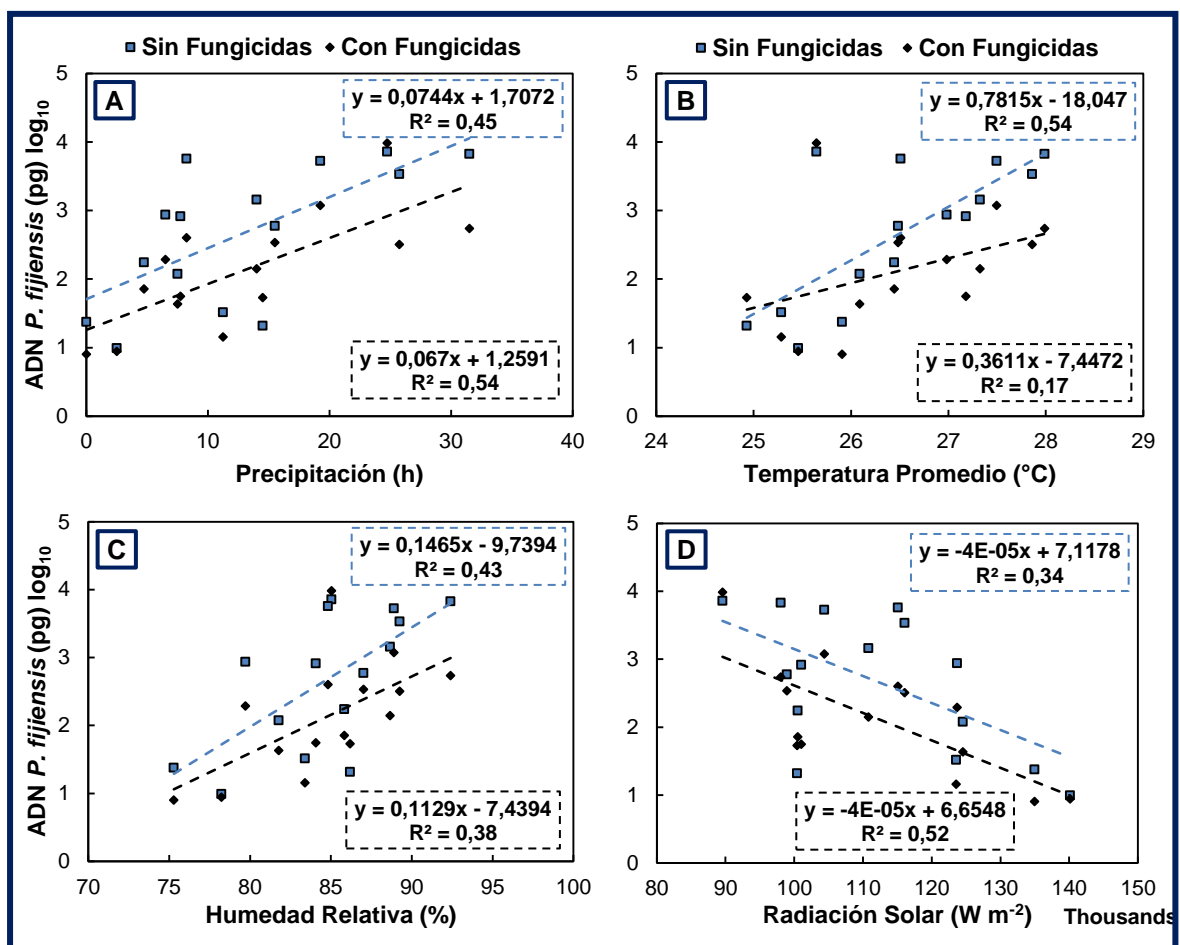 Sin Fungicidas Con Fungicidas
A
y = 0,0744x + 1,7072
R² = 0,45
y = 0,067x + 1,2591
R² = 0,54
ADN P. fijiensis (pg) log₁₀
5
4
3
2
1
0
0 10 20 30 40
Precipitación (h)
Sin Fungicidas Con Fungicidas
B
y = 0,7815x - 18,047
R² = 0,54
y = 0,3611x - 7,4472
R² = 0,17
5
4
3
2
1
0
24 25 26 27 28 29
Temperatura Promedio (°C)
C
y = 0,1465x - 9,7394
R² = 0,43
y = 0,1129x - 7,4394
R² = 0,38
ADN P. fijiensis (pg) log₁₀
5
4
3
2
1
0
70 75 80 85 90 95 100
Humedad Relativa (%)
D
y = -4E-05x + 7,1178
R² = 0,34
y = -4E-05x + 6,6548
R² = 0,52
5
4
3
2
1
0
80 90 100 110 120 130 140 150
Radiación Solar (W m⁻²) Thousands